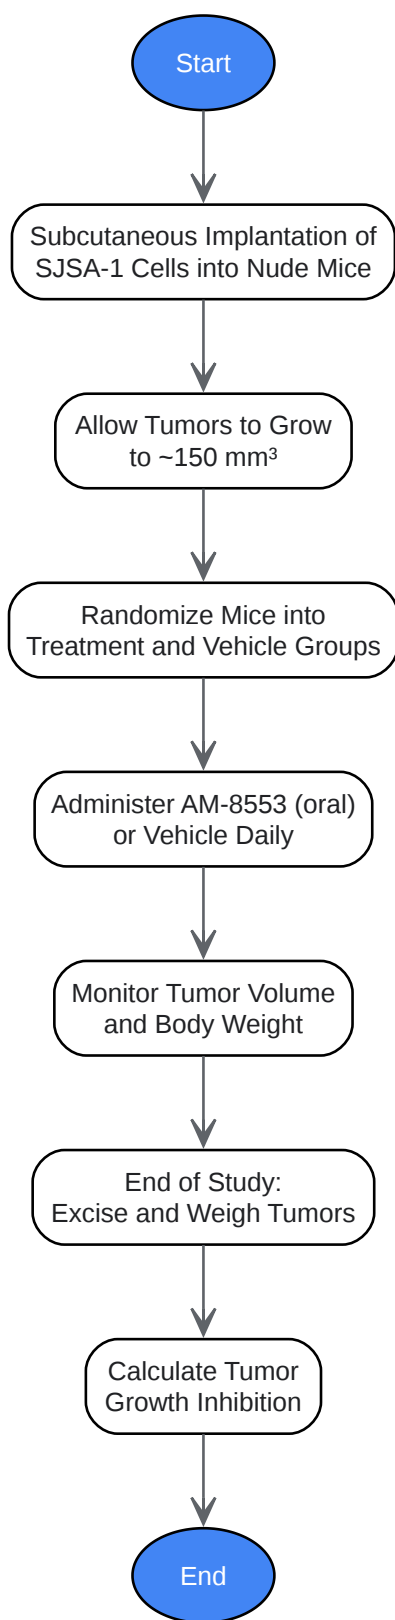 Start
Subcutaneous Implantation of
SJSA-1 Cells into Nude Mice
Allow Tumors to Grow
to ~150 mm³
Randomize Mice into
Treatment and Vehicle Groups
Administer AM-8553 (oral)
or Vehicle Daily
Monitor Tumor Volume
and Body Weight
End of Study:
Excise and Weigh Tumors
Calculate Tumor
Growth Inhibition
End